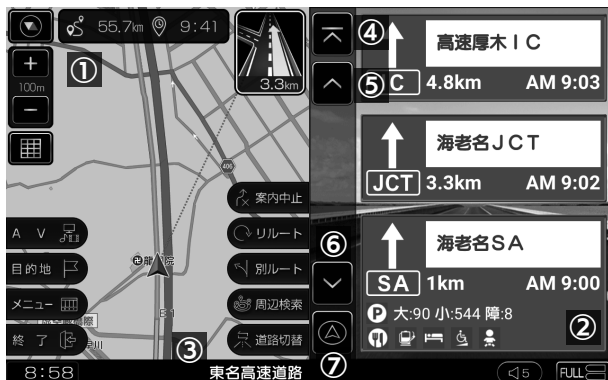 55.7km 9:41
①
100m
3.3km
406
案内中止
A V
リルート
目的地
別ルート
メニュー
周辺検索
終 了
E1
道路切替
③
8:58
東名高速道路
④
⑤
高速厚木IC
IC 4.8km AM 9:03
海老名JCT
JCT 3.3km AM 9:02
⑥
海老名SA
SA 1km AM 9:00
P 大:90 小:544 障:8
②
⑦
5
FULL